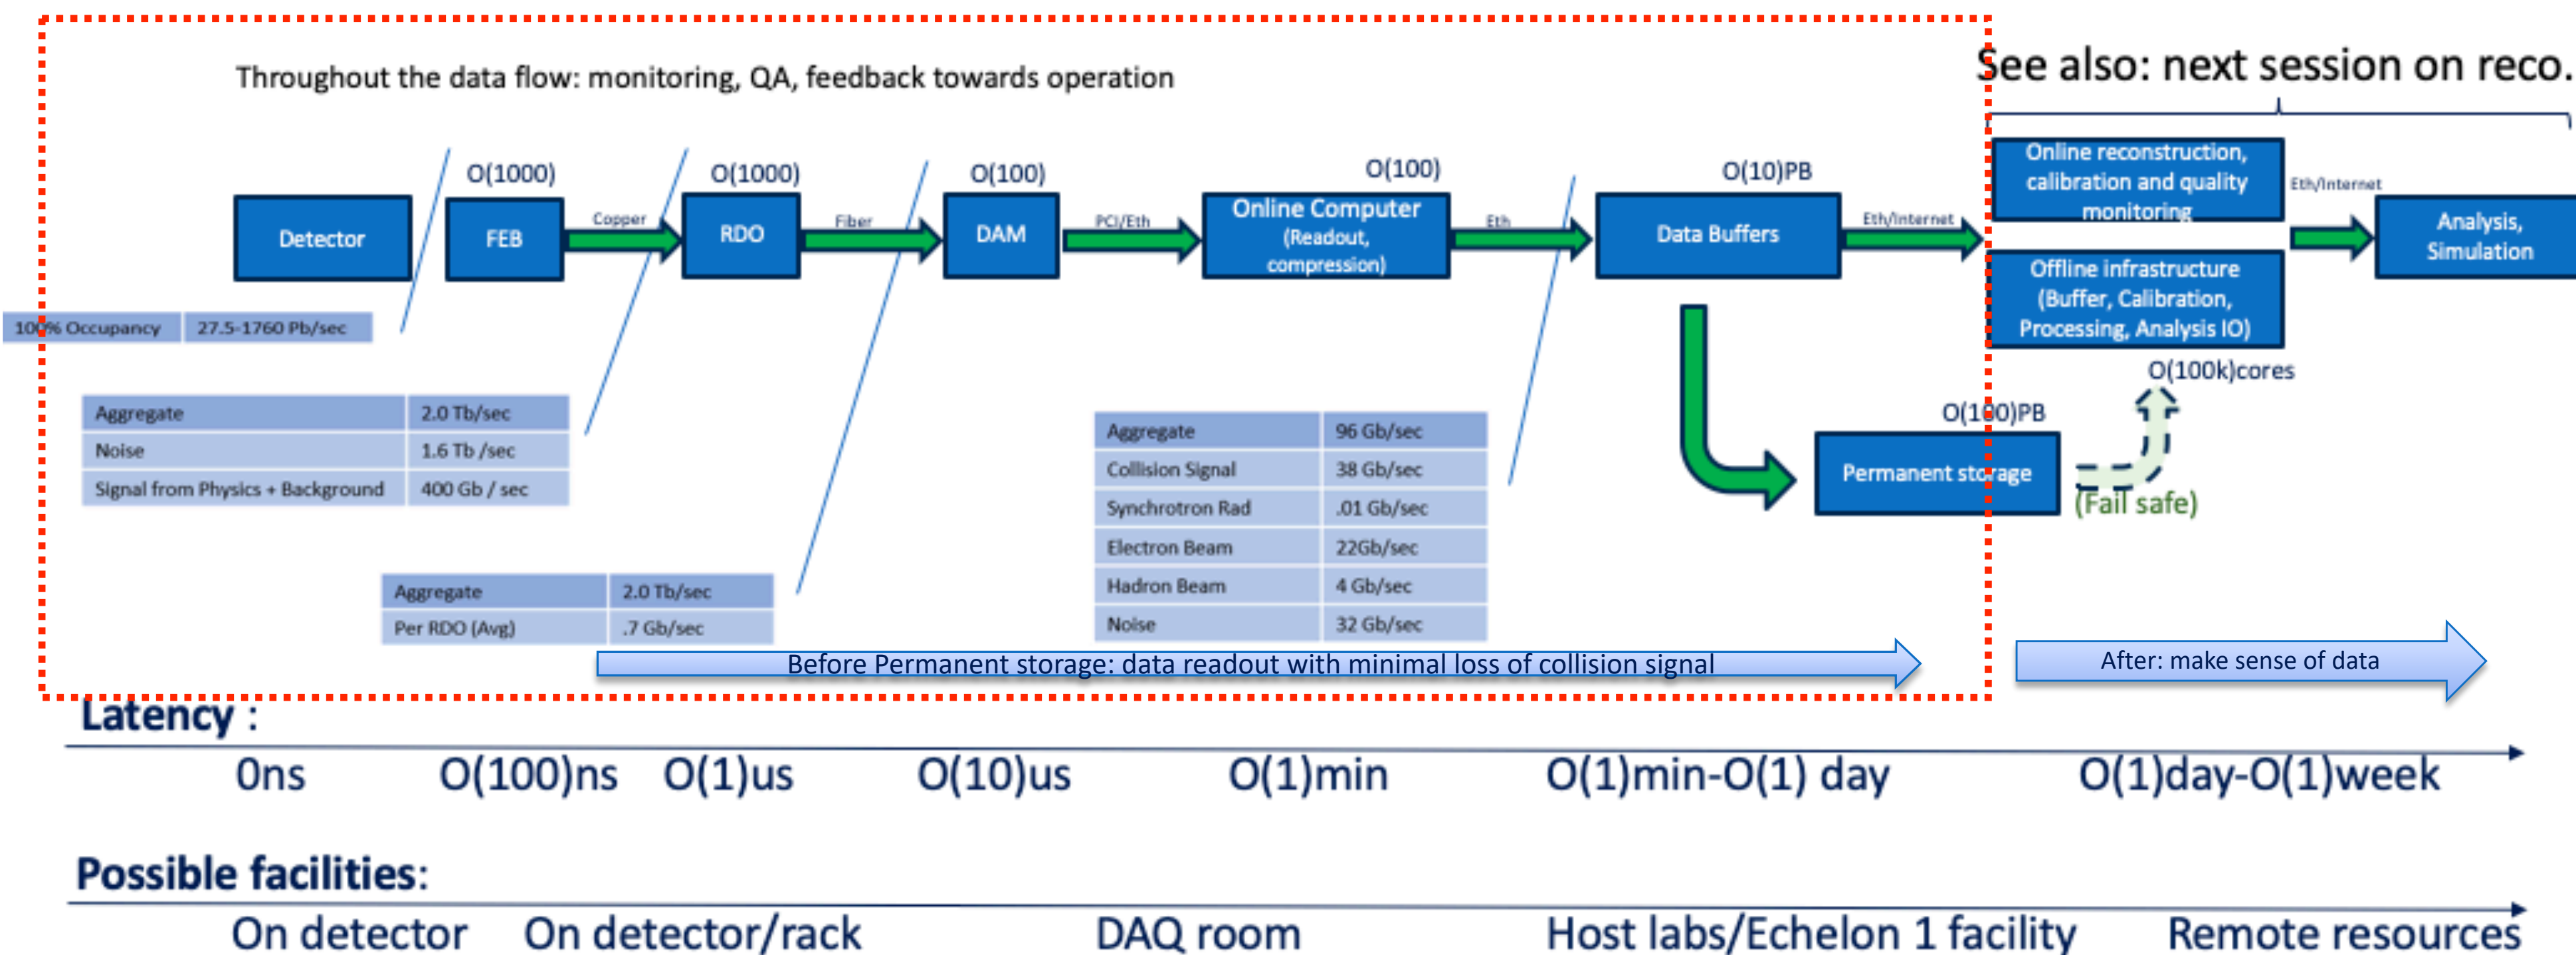 See also: next session on reco.
Throughout the data flow: monitoring, QA, feedback towards operation
O(1000)
O(1000)
O(100)
O(100)
O(10)PB
Detector
FEB
Copper
RDO
Fiber
DAM
PCI/Eth
Online Computer
(Readout,
compression)
Eth
Data Buffers
Eth/Internet
Online reconstruction,
calibration and quality
monitoring
Eth/Internet
Analysis,
Simulation
Offline infrastructure
(Buffer, Calibration,
Processing, Analysis IO)
O(100k)cores
100% Occupancy 27.5-1760 Pb/sec
Aggregate 2.0 Tb/sec
Noise 1.6 Tb /sec
Signal from Physics + Background 400 Gb / sec
Aggregate 2.0 Tb/sec
Per RDO (Avg) .7 Gb/sec
Aggregate 96 Gb/sec
Collision Signal 38 Gb/sec
Synchrotron Rad .01 Gb/sec
Electron Beam 22Gb/sec
Hadron Beam 4 Gb/sec
Noise 32 Gb/sec
O(100)PB
Permanent storage
(Fail safe)
Before Permanent storage: data readout with minimal loss of collision signal
After: make sense of data
Latency :
0ns O(100)ns O(1)us O(10)us O(1)min O(1)min-O(1) day O(1)day-O(1)week
Possible facilities:
On detector On detector/rack DAQ room Host labs/Echelon 1 facility Remote resources